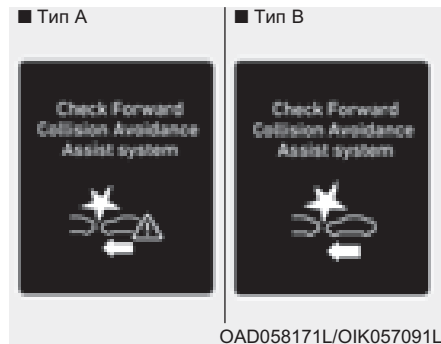 ■ Тип A
Check Forward
Collision Avoidance
Assist system
■ Тип B
Check Forward
Collision Avoidance
Assist system
OAD058171L/OIK057091L